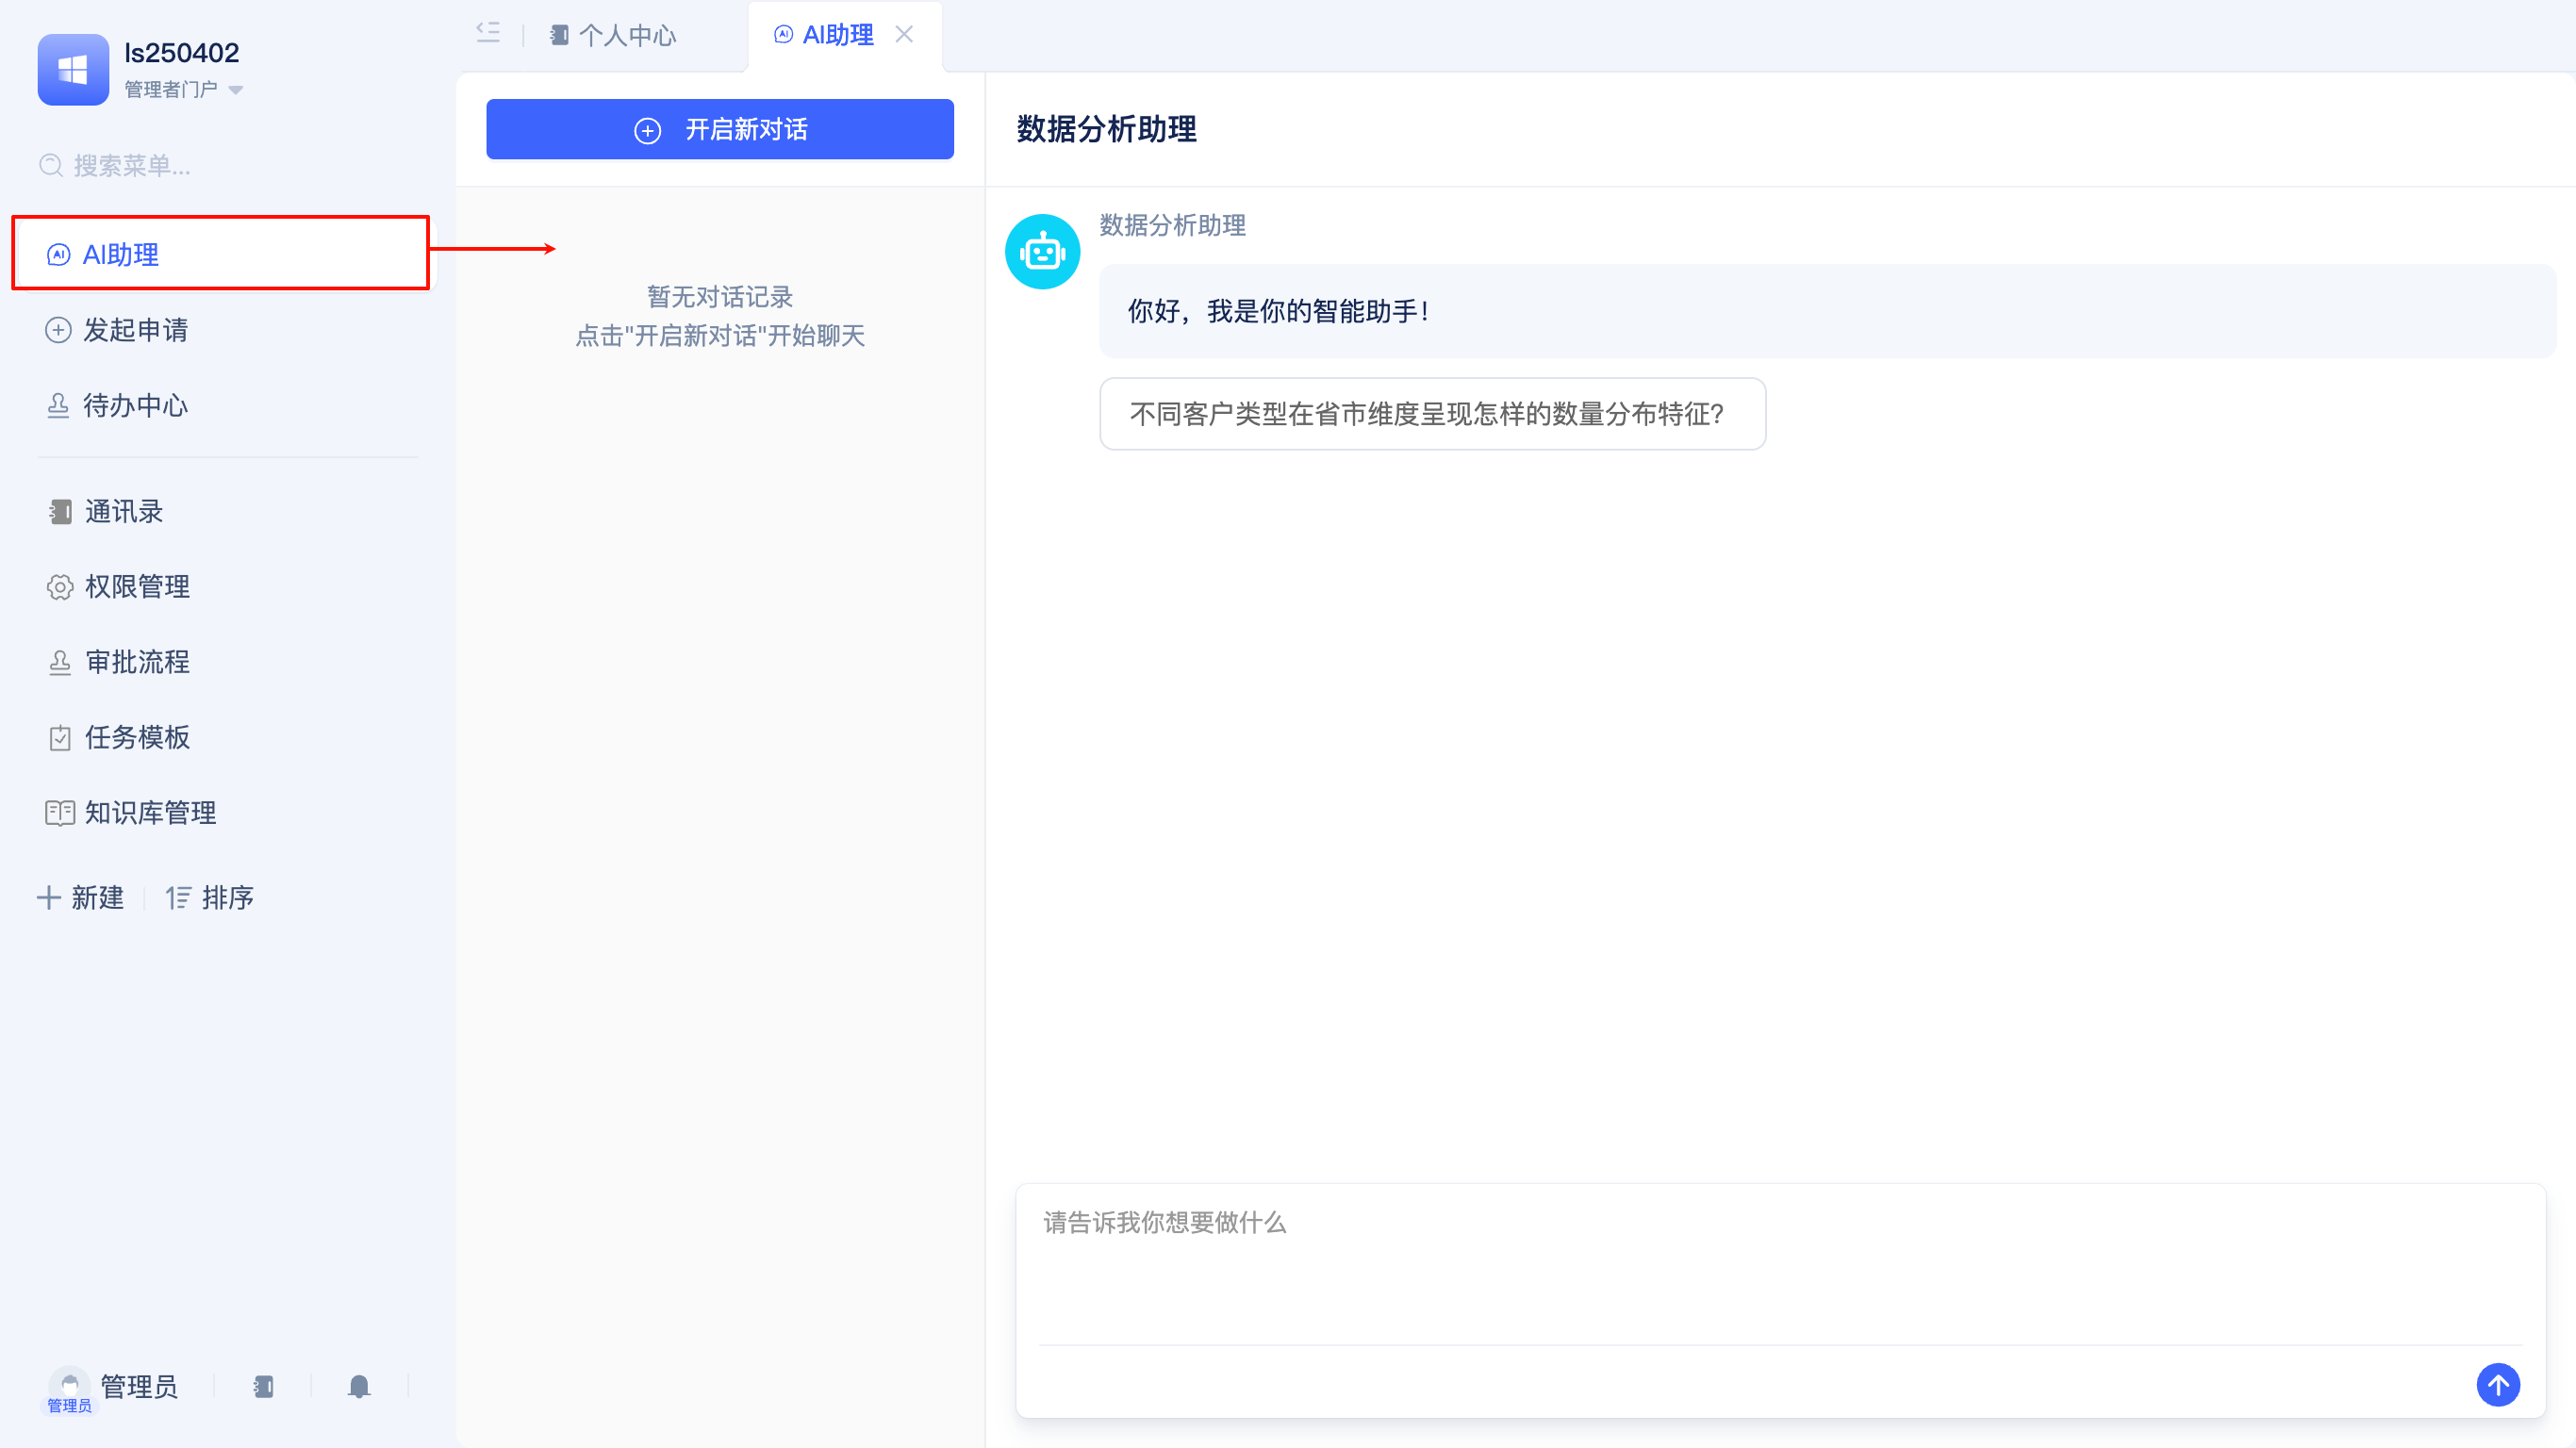 ls250402
管理者门户
搜索菜单...
AI助理
发起申请
待办中心
通讯录
权限管理
审批流程
任务模板
知识库管理
新建
排序
管理员
管理员
个人中心
AI助理
开启新对话
暂无对话记录
点击"开启新对话"开始聊天
数据分析助理
数据分析助理
你好，我是你的智能助手！
不同客户类型在省市维度呈现怎样的数量分布特征?
请告诉我你想要做什么